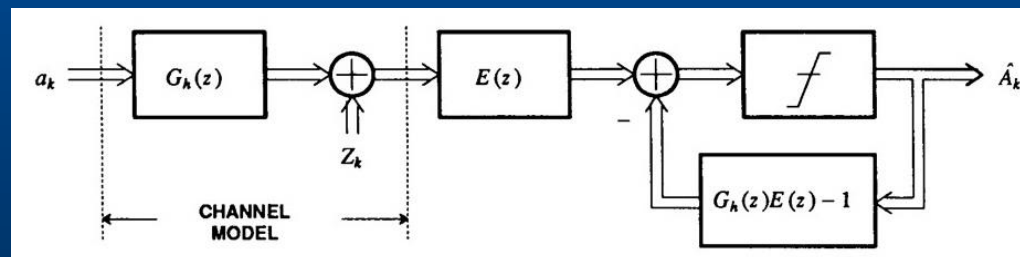 a_k
G_h(z)
+
Z_k
E(z)
+
−
Â_k
G_h(z)E(z) − 1
CHANNEL
MODEL